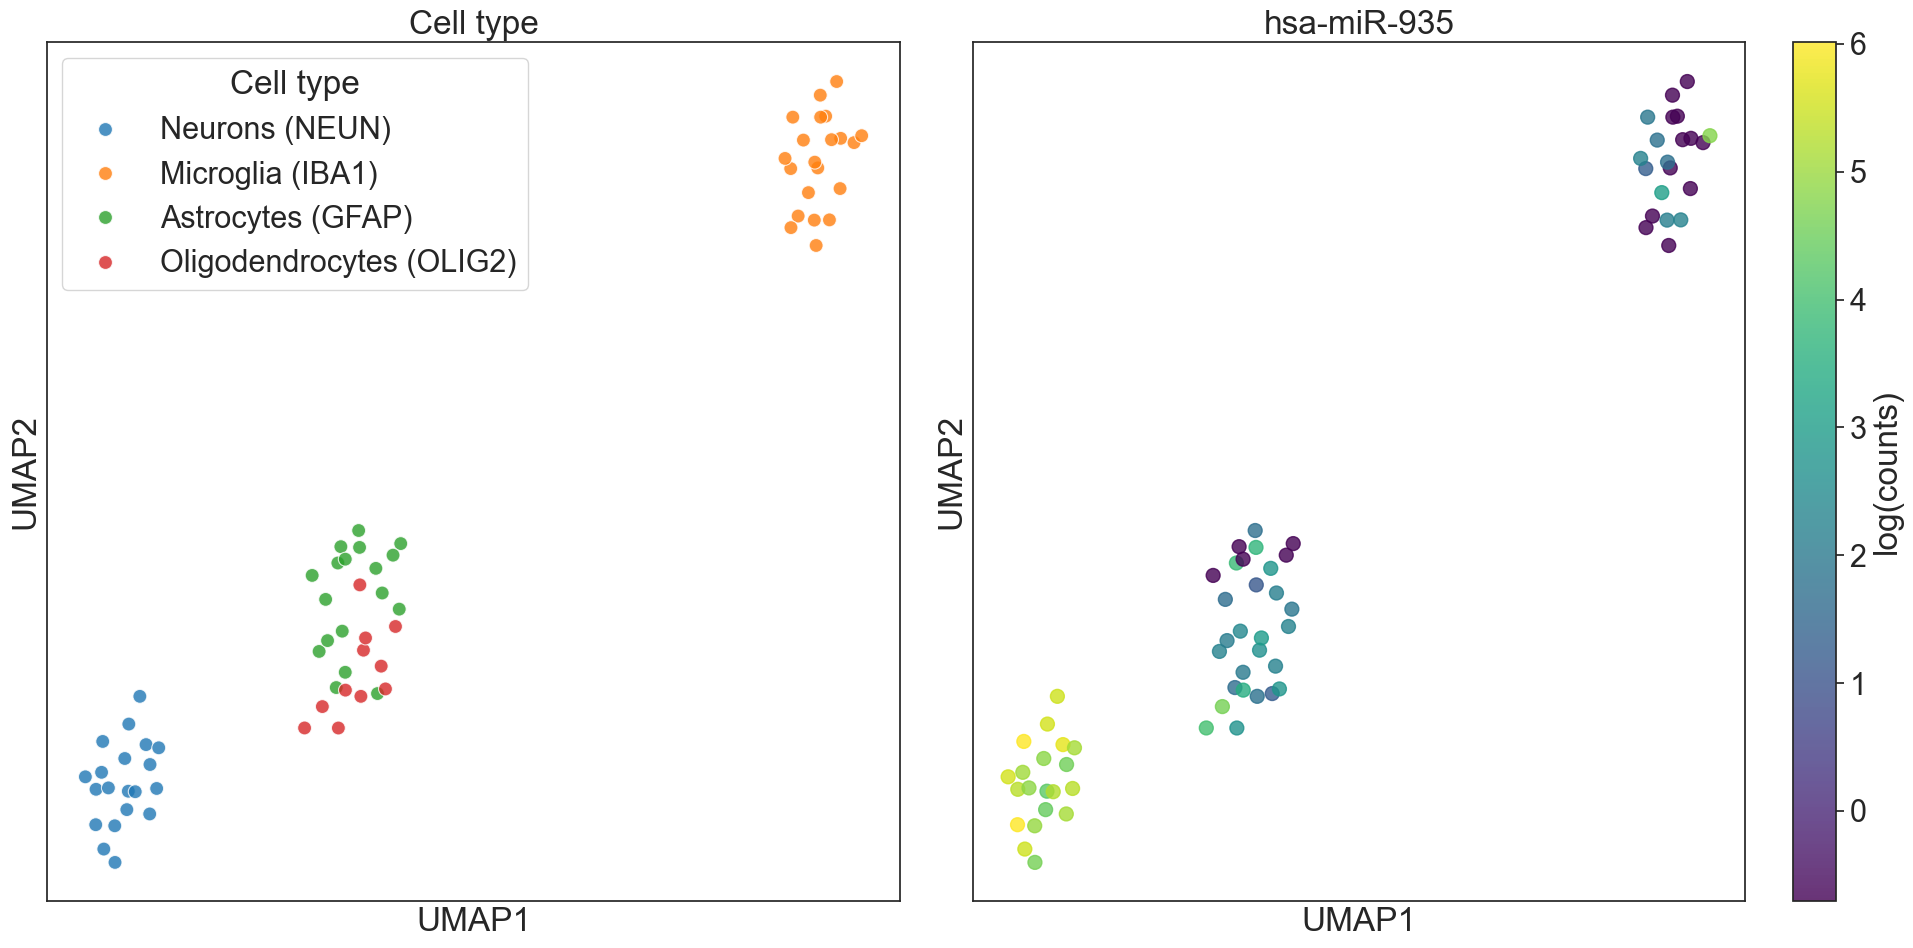 Cell type
Cell type
Neurons (NEUN)
Microglia (IBA1)
Astrocytes (GFAP)
Oligodendrocytes (OLIG2)
UMAP2
UMAP1
hsa-miR-935
UMAP2
UMAP1
6
5
4
3
2
1
0
log(counts)